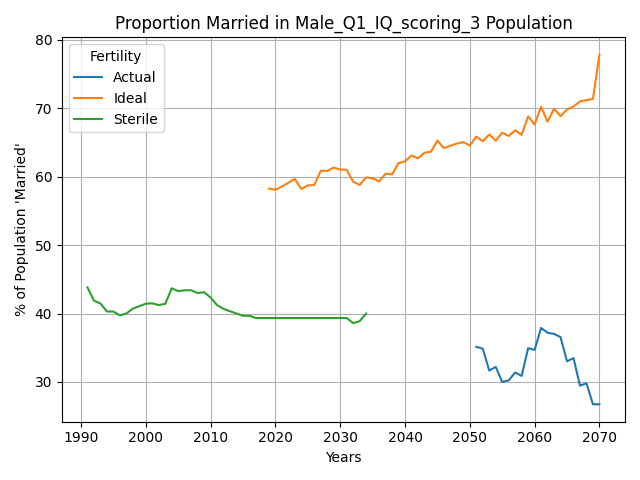 Proportion Married in Male_Q1_IQ_scoring_3 Population
Fertility
Actual
Ideal
Sterile
% of Population 'Married'
80
70
60
50
40
30
1990 2000 2010 2020 2030 2040 2050 2060 2070
Years